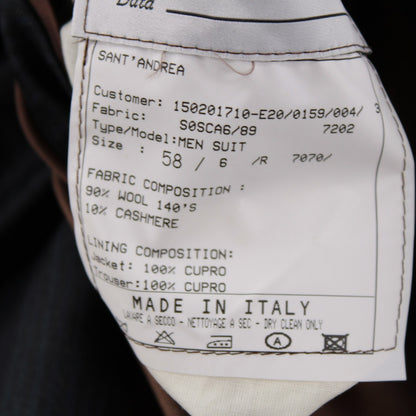 Data
SANT'ANDREA
Customer: 150201710-E20/0159/004/ 3
Fabric: S0SCA6/89 7202
Type/Model:MEN SUIT
Size : 58 / 6 /R 7070/
FABRIC COMPOSITION :
90% WOOL 140'S
10% CASHMERE
LINING COMPOSITION:
Jacket: 100% CUPRO
Trouser:100% CUPRO
MADE IN ITALY
LAVARE A SECCO - NETTOYAGE A SEC - DRY CLEAN ONLY
A